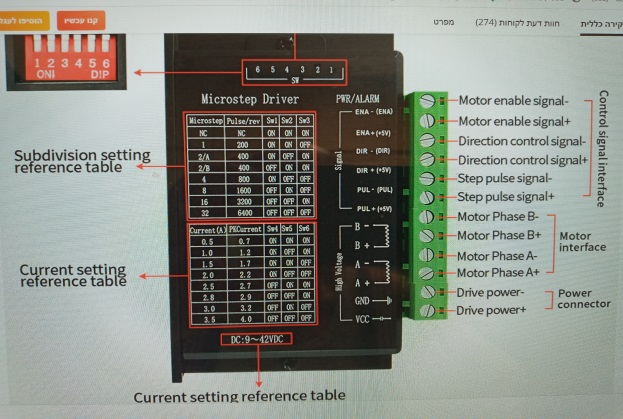 קנו עכשיו
חוות דעת לקוחות (274)
מפרט
1 2 3 4 5 6
ON DIP
6 5 4 3 2 1
SW
Microstep Driver
PWR/ALARM
Microstep Pulse/rev Sw1 Sw2 Sw3
NC NC ON ON ON
1 200 ON ON OFF
2/A 400 ON OFF ON
2/B 400 OFF ON ON
4 800 ON OFF OFF
8 1600 OFF ON OFF
16 3200 OFF OFF ON
32 6400 OFF OFF OFF
Current(A) PKCurrent Sw4 Sw5 Sw6
0.5 0.7 ON ON ON
1.0 1.2 ON OFF ON
1.5 1.7 ON ON OFF
2.0 2.2 ON OFF OFF
2.5 2.7 OFF ON ON
2.8 2.9 OFF OFF ON
3.0 3.2 OFF ON OFF
3.5 4.0 OFF OFF OFF
DC:9~42VDC
Subdivision setting
reference table
Current setting
reference table
Current setting reference table
Signal
ENA - (ENA)
ENA+(+5V)
DIR - (DIR)
DIR + (+5V)
PUL - (PUL)
PUL + (+5V)
High Voltage
B -
B +
A -
A +
GND
VCC
Motor enable signal-
Motor enable signal+
Direction control signal-
Direction control signal+
Step pulse signal-
Step pulse signal+
Motor Phase B-
Motor Phase B+
Motor Phase A-
Motor Phase A+
Drive power-
Drive power+
Control signal interface
Motor
interface
Power
connector